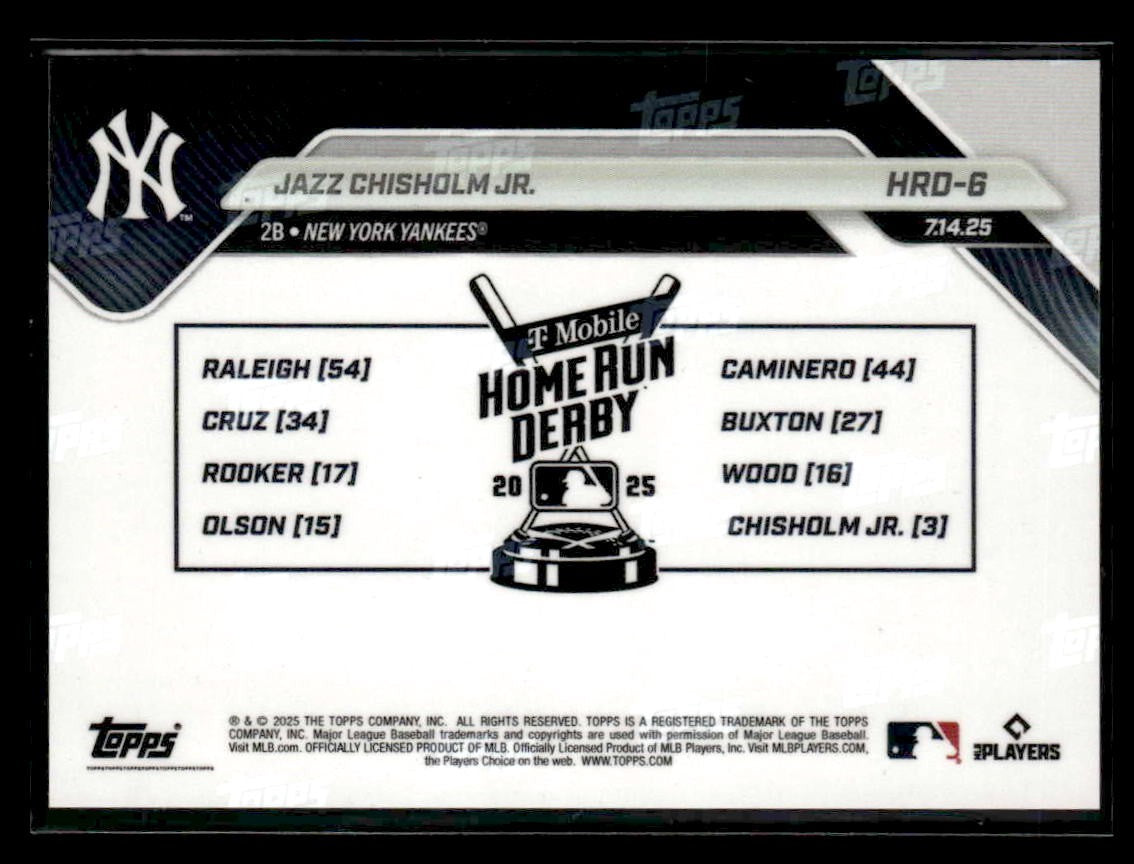 JAZZ CHISHOLM JR.
HRD-6
2B • NEW YORK YANKEES®
7.14.25
T Mobile
HOME RUN
DERBY
20 25
RALEIGH [54]
CRUZ [34]
ROOKER [17]
OLSON [15]
CAMINERO [44]
BUXTON [27]
WOOD [16]
CHISHOLM JR. [3]
Topps
® & © 2025 THE TOPPS COMPANY, INC. ALL RIGHTS RESERVED. TOPPS IS A REGISTERED TRADEMARK OF THE TOPPS
COMPANY, INC. Major League Baseball trademarks and copyrights are used with permission of Major League Baseball.
Visit MLB.com. OFFICIALLY LICENSED PRODUCT OF MLB. Officially Licensed Product of MLB Players, Inc. Visit MLBPLAYERS.COM,
the Players Choice on the web. WWW.TOPPS.COM
MLB PLAYERS